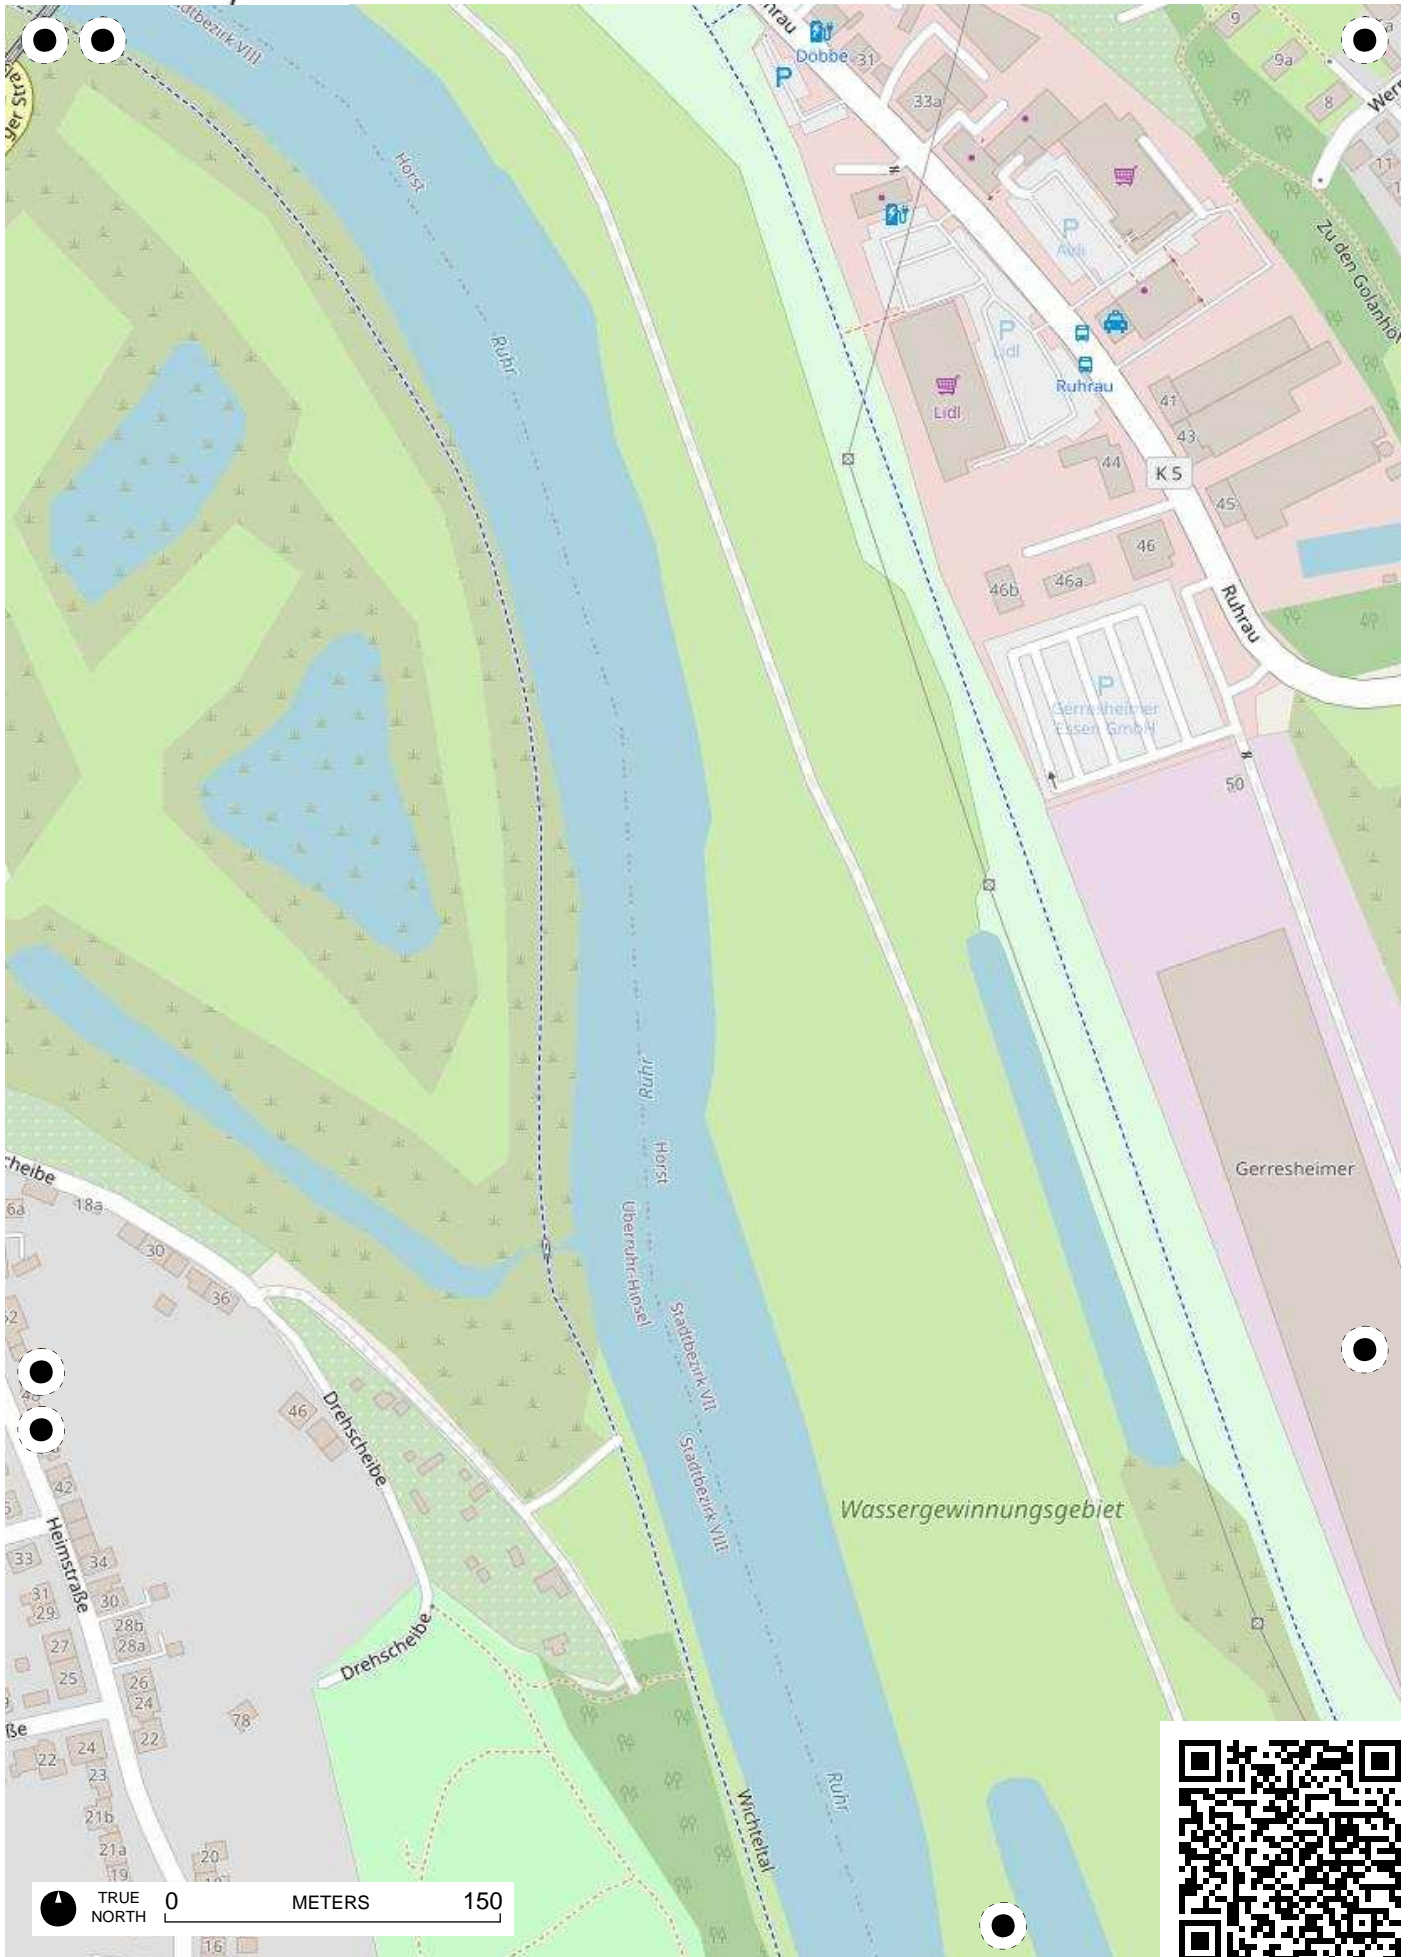 Stadtbezirk VIII
Döbbe
31
33a
9
9a
8
11
Horst
Ruhr
Zu den Golanhöf
P
P
Aldi
P
Lidl
Lidl
Ruhrau
41
43
44
K 5
45
46
46b
46a
Ruhrau
P
Gerresheimer
Essen GmbH
50
Ruhr
Horst
Gerresheimer
cheibe
6a
18a
30
36
Überruhr-Hinsel
Stadtbezirk VII
Stadtbezirk VIII
46
Drehscheibe
42
Heimstraße
Wassergewinnungsgebiet
33
34
31
29
30
28b
28a
27
25
26
24
22
Drehscheibe
78
ße
22
24
23
21b
21a
19
20
16
Ruhr
Wichteltal
TRUE
NORTH
0 METERS 150